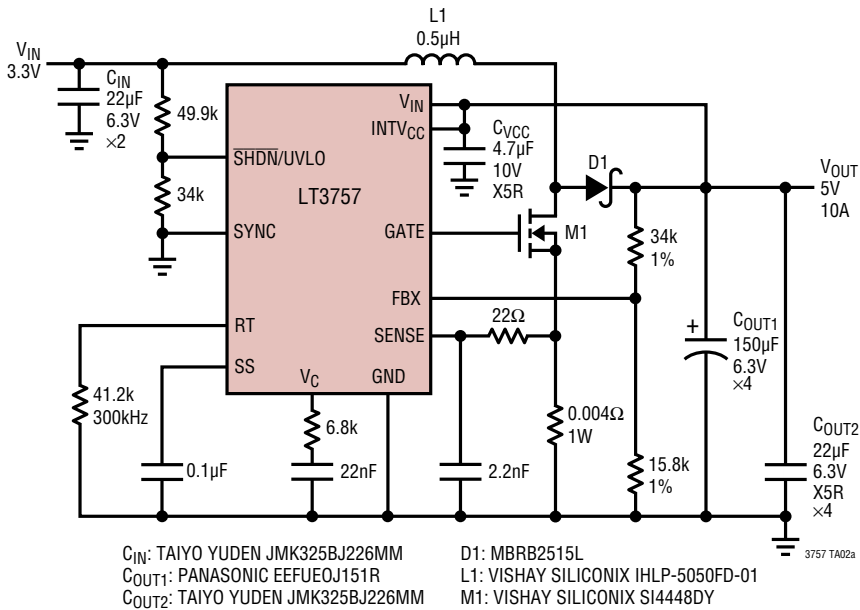 L1
0.5µH
VIN
3.3V
CIN
22µF
6.3V
×2
49.9k
34k
VIN
INTVCC
SHDN/UVLO
LT3757
SYNC
GATE
FBX
SENSE
RT
SS
VC
GND
CVCC
4.7µF
10V
X5R
D1
M1
VOUT
5V
10A
34k
1%
22Ω
+
COUT1
150µF
6.3V
×4
41.2k
300kHz
0.1µF
6.8k
22nF
2.2nF
0.004Ω
1W
15.8k
1%
COUT2
22µF
6.3V
X5R
×4
3757 TA02a
CIN: TAIYO YUDEN JMK325BJ226MM
COUT1: PANASONIC EEFUEOJ151R
COUT2: TAIYO YUDEN JMK325BJ226MM
D1: MBRB2515L
L1: VISHAY SILICONIX IHLP-5050FD-01
M1: VISHAY SILICONIX SI4448DY